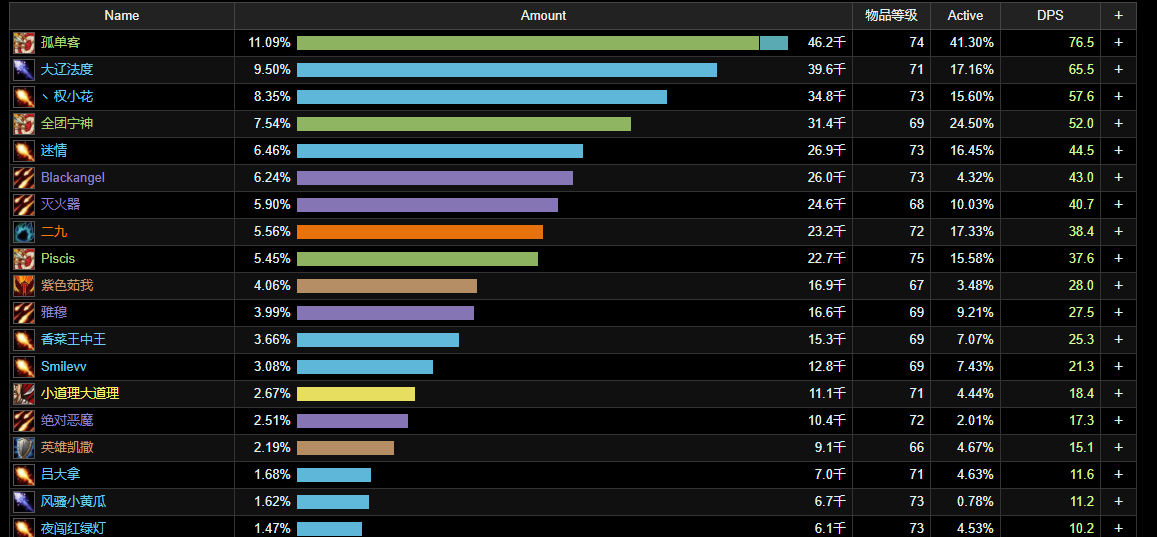 Name Amount 物品等级 Active DPS +
孤单客 11.09% 46.2千 74 41.30% 76.5 +
大辽法度 9.50% 39.6千 71 17.16% 65.5 +
丶权小花 8.35% 34.8千 73 15.60% 57.6 +
全团宁神 7.54% 31.4千 69 24.50% 52.0 +
迷情 6.46% 26.9千 73 16.45% 44.5 +
Blackangel 6.24% 26.0千 73 4.32% 43.0 +
灭火器 5.90% 24.6千 68 10.03% 40.7 +
二九 5.56% 23.2千 72 17.33% 38.4 +
Piscis 5.45% 22.7千 75 15.58% 37.6 +
紫色茹我 4.06% 16.9千 67 3.48% 28.0 +
雅穆 3.99% 16.6千 69 9.21% 27.5 +
香菜王中王 3.66% 15.3千 69 7.07% 25.3 +
Smilevv 3.08% 12.8千 69 7.43% 21.3 +
小道理大道理 2.67% 11.1千 71 4.44% 18.4 +
绝对恶魔 2.51% 10.4千 72 2.01% 17.3 +
英雄凯撒 2.19% 9.1千 66 4.67% 15.1 +
吕大拿 1.68% 7.0千 71 4.63% 11.6 +
风骚小黄瓜 1.62% 6.7千 73 0.78% 11.2 +
夜闯红绿灯 1.47% 6.1千 73 4.53% 10.2 +